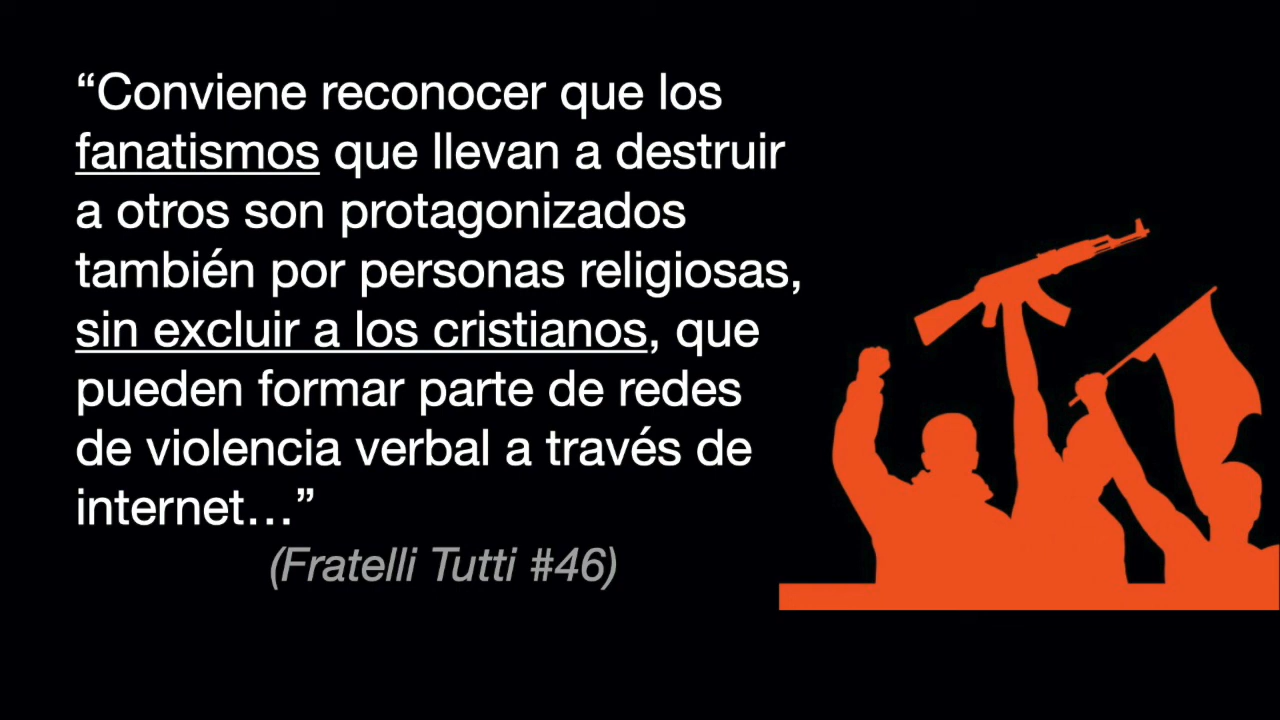 “Conviene reconocer que los
fanatismos que llevan a destruir
a otros son protagonizados
también por personas religiosas,
sin excluir a los cristianos, que
pueden formar parte de redes
de violencia verbal a través de
internet…”
(Fratelli Tutti #46)